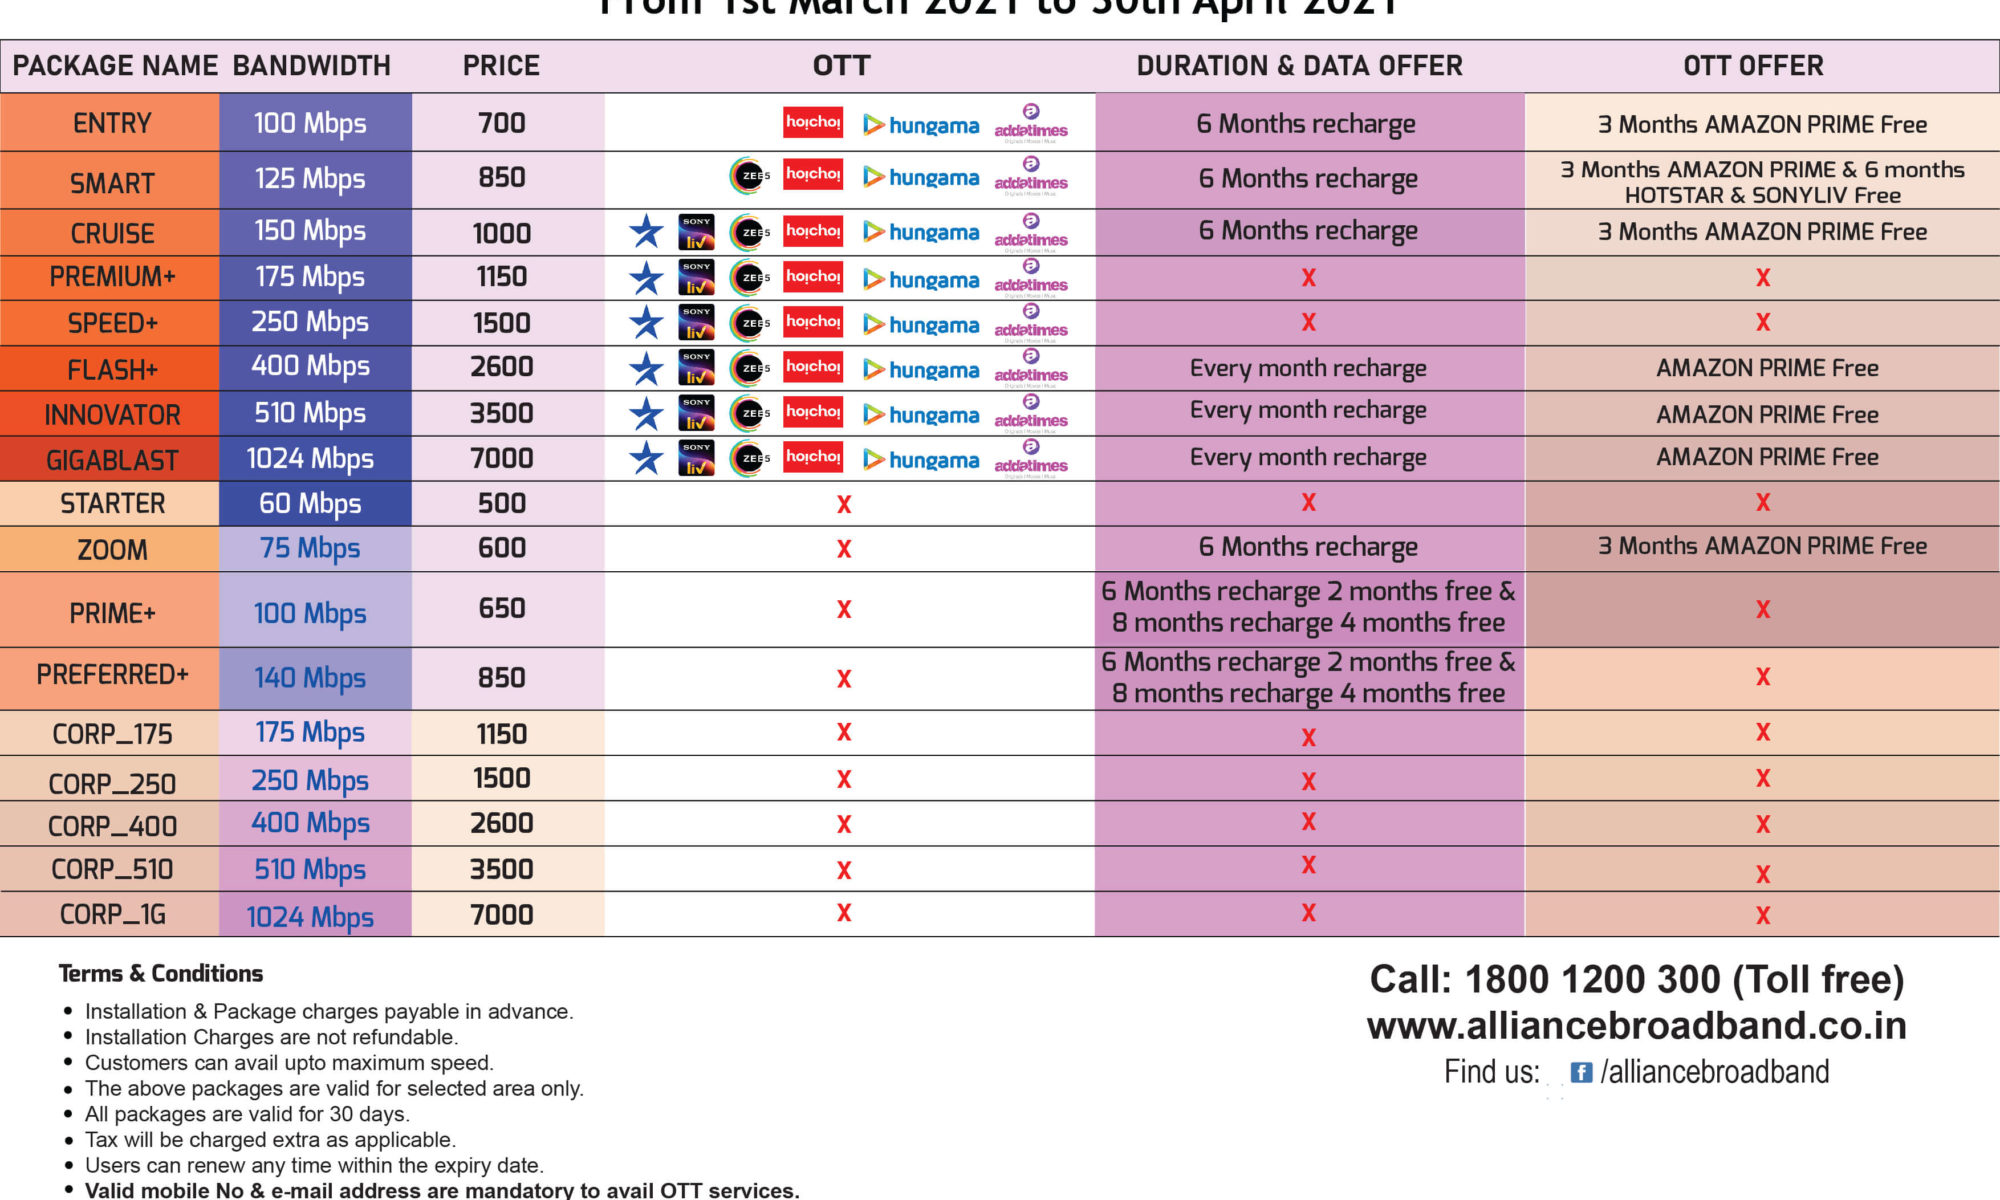 From 1st March 2021 to 30th April 2021
PACKAGE NAME BANDWIDTH PRICE OTT DURATION & DATA OFFER OTT OFFER
ENTRY 100 Mbps 700 hoichoi hungama addatimes 6 Months recharge 3 Months AMAZON PRIME Free
SMART 125 Mbps 850 ZEE5 hoichoi hungama addatimes 6 Months recharge 3 Months AMAZON PRIME & 6 months
HOTSTAR & SONYLIV Free
CRUISE 150 Mbps 1000 SONY liv ZEE5 hoichoi hungama addatimes 6 Months recharge 3 Months AMAZON PRIME Free
PREMIUM+ 175 Mbps 1150 SONY liv ZEE5 hoichoi hungama addatimes X X
SPEED+ 250 Mbps 1500 SONY liv ZEE5 hoichoi hungama addatimes X X
FLASH+ 400 Mbps 2600 SONY liv ZEE5 hoichoi hungama addatimes Every month recharge AMAZON PRIME Free
INNOVATOR 510 Mbps 3500 SONY liv ZEE5 hoichoi hungama addatimes Every month recharge AMAZON PRIME Free
GIGABLAST 1024 Mbps 7000 SONY liv ZEE5 hoichoi hungama addatimes Every month recharge AMAZON PRIME Free
STARTER 60 Mbps 500 X X X
ZOOM 75 Mbps 600 X 6 Months recharge 3 Months AMAZON PRIME Free
PRIME+ 100 Mbps 650 X 6 Months recharge 2 months free &
8 months recharge 4 months free X
PREFERRED+ 140 Mbps 850 X 6 Months recharge 2 months free &
8 months recharge 4 months free X
CORP_175 175 Mbps 1150 X X X
CORP_250 250 Mbps 1500 X X X
CORP_400 400 Mbps 2600 X X X
CORP_510 510 Mbps 3500 X X X
CORP_1G 1024 Mbps 7000 X X X
Terms & Conditions
• Installation & Package charges payable in advance.
• Installation Charges are not refundable.
• Customers can avail upto maximum speed.
• The above packages are valid for selected area only.
• All packages are valid for 30 days.
• Tax will be charged extra as applicable.
• Users can renew any time within the expiry date.
• Valid mobile No & e-mail address are mandatory to avail OTT services.
Call: 1800 1200 300 (Toll free)
www.alliancebroadband.co.in
Find us: f /alliancebroadband